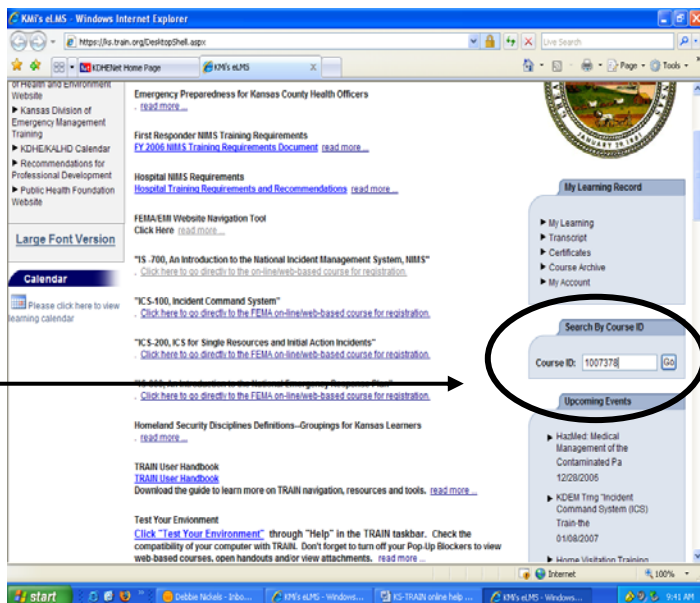 KMi's eLMS - Windows Internet Explorer
https://ks.train.org/DesktopShell.aspx
Live Search
KDHENet Home Page
KMi's eLMS
Page
Tools
of Health and Environment
Website
Kansas Division of
Emergency Management
Training
KDHE/KALHD Calendar
Recommendations for
Professional Development
Public Health Foundation
Website
Large Font Version
Calendar
Please click here to view
learning calendar
Emergency Preparedness for Kansas County Health Officers
. read more ...
First Responder NIMS Training Requirements
FY 2006 NIMS Training Requirements Document read more ...
Hospital NIMS Requirements
Hospital Training Requirements and Recommendations read more ...
FEMA/EMI Website Navigation Tool
Click Here read more ...
"IS -700, An Introduction to the National Incident Management System, NIMS"
. Click here to go directly to the on-line/web-based course for registration.
"ICS-100, Incident Command System"
. Click here to go directly to the FEMA on-line/web-based course for registration.
"ICS-200, ICS for Single Resources and Initial Action Incidents"
. Click here to go directly to the FEMA on-line/web-based course for registration.
An Introduction to the National Emergency Response Plan"
. Click here to go directly to the FEMA on-line/web-based course for registration.
Homeland Security Disciplines Definitions--Groupings for Kansas Learners
. read more ...
TRAIN User Handbook
TRAIN User Handbook
Download the guide to learn more on TRAIN navigation, resources and tools. read more ...
Test Your Envionment
Click "Test Your Environment" through "Help" in the TRAIN taskbar. Check the
compatibility of your computer with TRAIN. Don't forget to turn off your Pop-Up Blockers to view
web-based courses, open handouts and/or view attachments. read more ...
JANUARY 29, 1861
My Learning Record
My Learning
Transcript
Certificates
Course Archive
My Account
Search By Course ID
Course ID: 1007378 Go
Upcoming Events
HazMed: Medical
Management of the
Contaminated Pa
12/28/2006
KDEM Trng "Incident
Command System (ICS)
Train-the
01/08/2007
Home Visitation Training
Internet
100%
start
Debbie Nickels - Inbo...
KMi's eLMS - Windows...
KS-TRAIN online help ...
KMi's eLMS - Windows...
9:41 AM